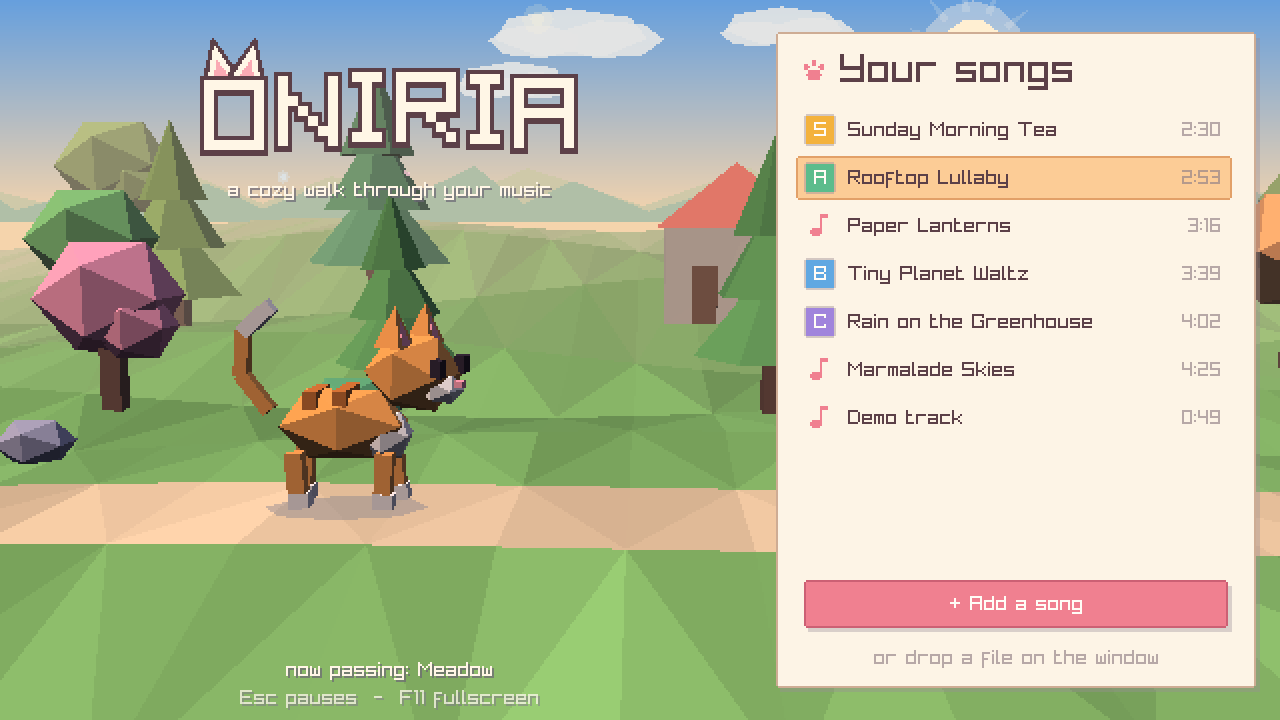 ONIRIA
a cozy walk through your music
now passing: Meadow
Esc pauses - F11 fullscreen
Your songs
S Sunday Morning Tea 2:30
A Rooftop Lullaby 2:53
Paper Lanterns 3:16
B Tiny Planet Waltz 3:39
C Rain on the Greenhouse 4:02
Marmalade Skies 4:25
Demo track 0:49
+ Add a song
or drop a file on the window